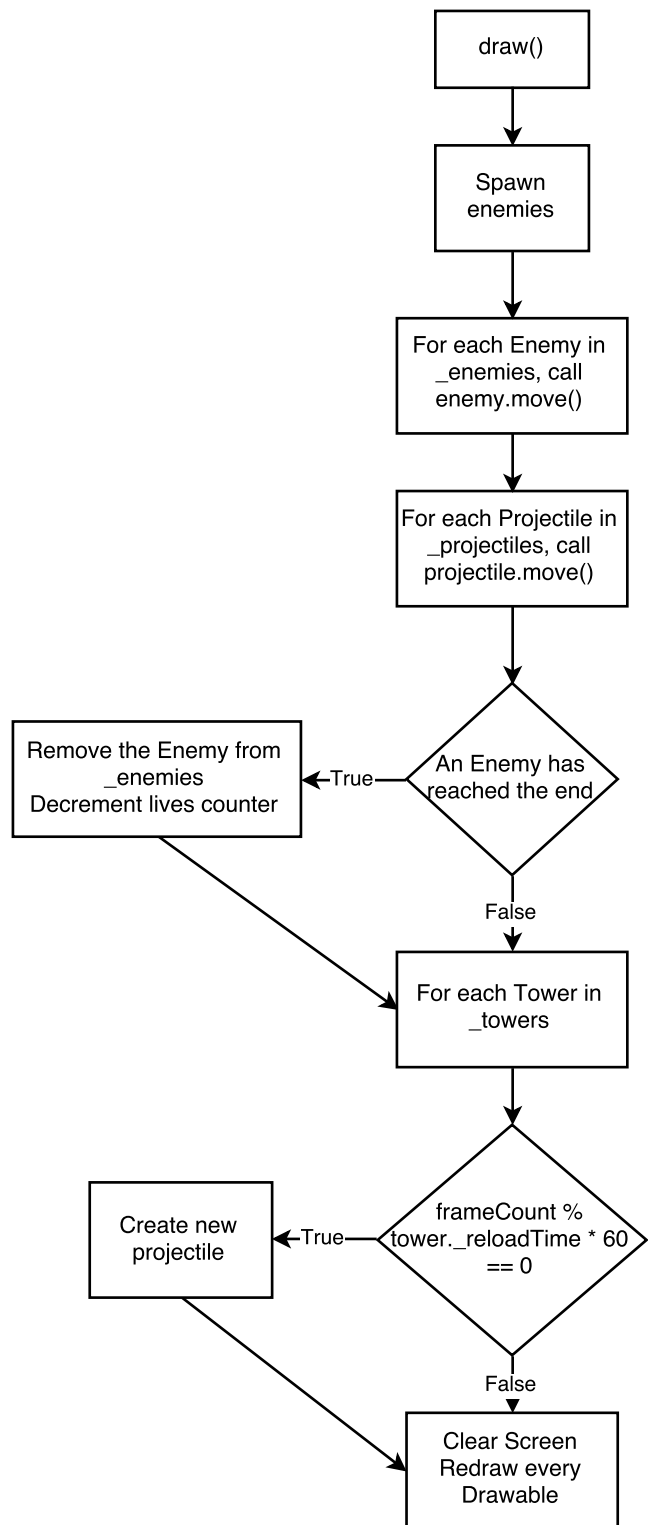 draw()
Spawn
enemies
For each Enemy in
_enemies, call
enemy.move()
For each Projectile in
_projectiles, call
projectile.move()
An Enemy has
reached the end
True
Remove the Enemy from
_enemies
Decrement lives counter
False
For each Tower in
_towers
frameCount %
tower._reloadTime * 60
== 0
True
Create new
projectile
False
Clear Screen
Redraw every
Drawable